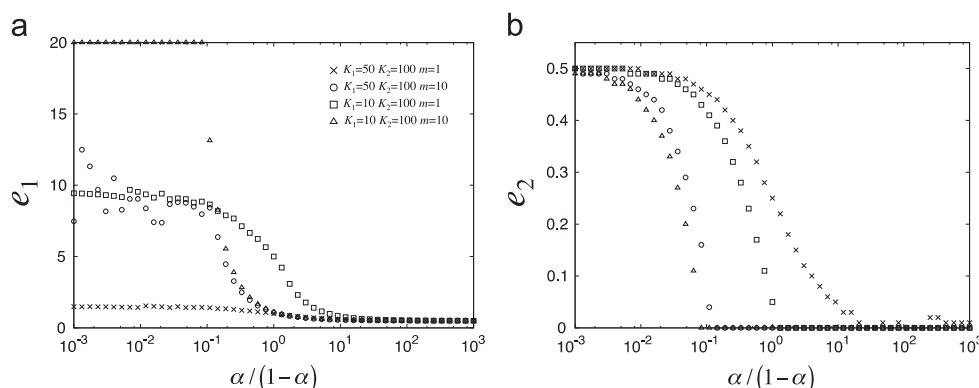 a
b
20
15
10
5
0
e₁
10⁻³ 10⁻² 10⁻¹ 10⁰ 10¹ 10² 10³
α/(1−α)
× K₁=50 K₂=100 m=1
○ K₁=50 K₂=100 m=10
□ K₁=10 K₂=100 m=1
△ K₁=10 K₂=100 m=10
0.5
0.4
0.3
0.2
0.1
0
e₂
10⁻³ 10⁻² 10⁻¹ 10⁰ 10¹ 10² 10³
α/(1−α)